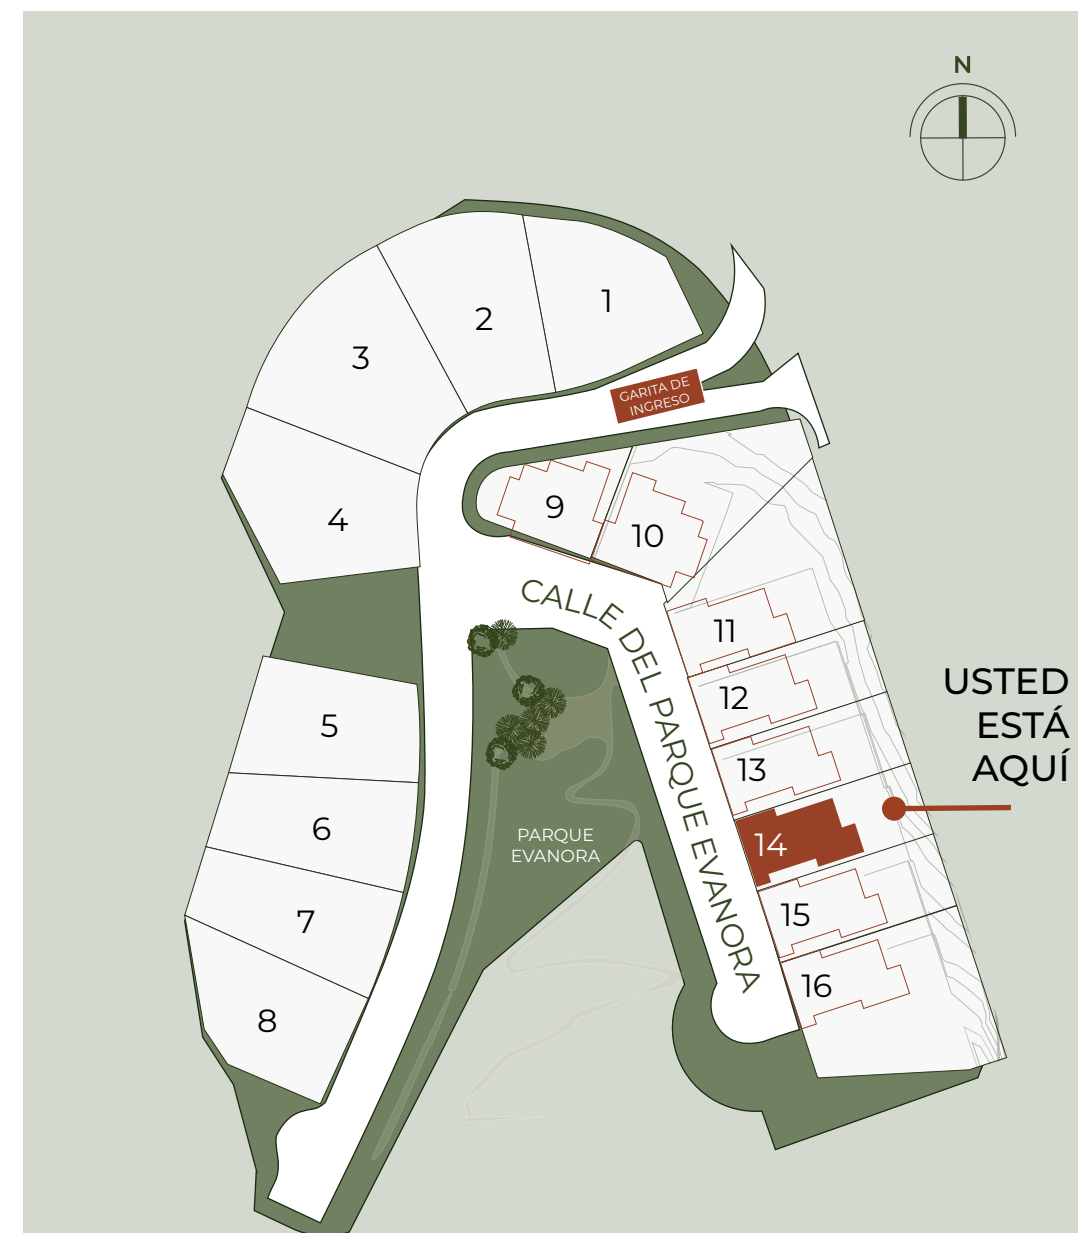 N
1
2
3
4
GARITA DE
INGRESO
9
10
CALLE DEL PARQUE EVANORA
11
12
13
14
15
16
USTED
ESTÁ
AQUÍ
5
6
7
8
PARQUE
EVANORA